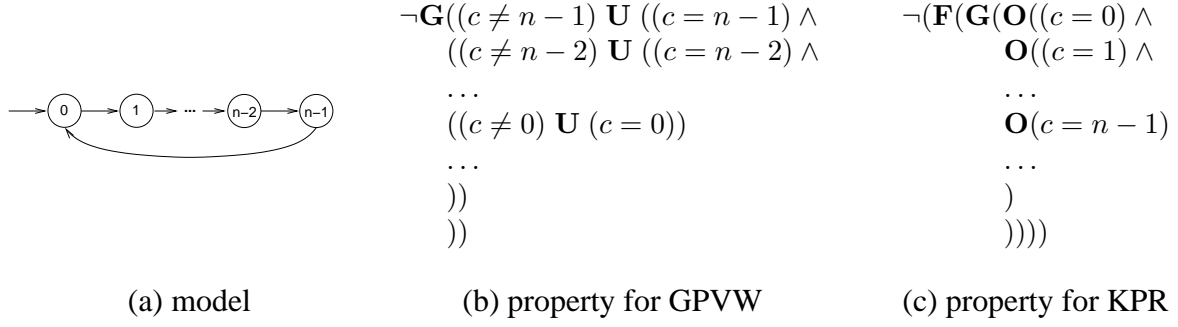 0 1 ... n−2 n−1
¬G((c ≠ n − 1) U ((c = n − 1) ∧
((c ≠ n − 2) U ((c = n − 2) ∧
...
((c ≠ 0) U (c = 0))
...
))
))
¬(F(G(O((c = 0) ∧
O((c = 1) ∧
...
O(c = n − 1)
...
)
))))
(a) model
(b) property for GPVW
(c) property for KPR